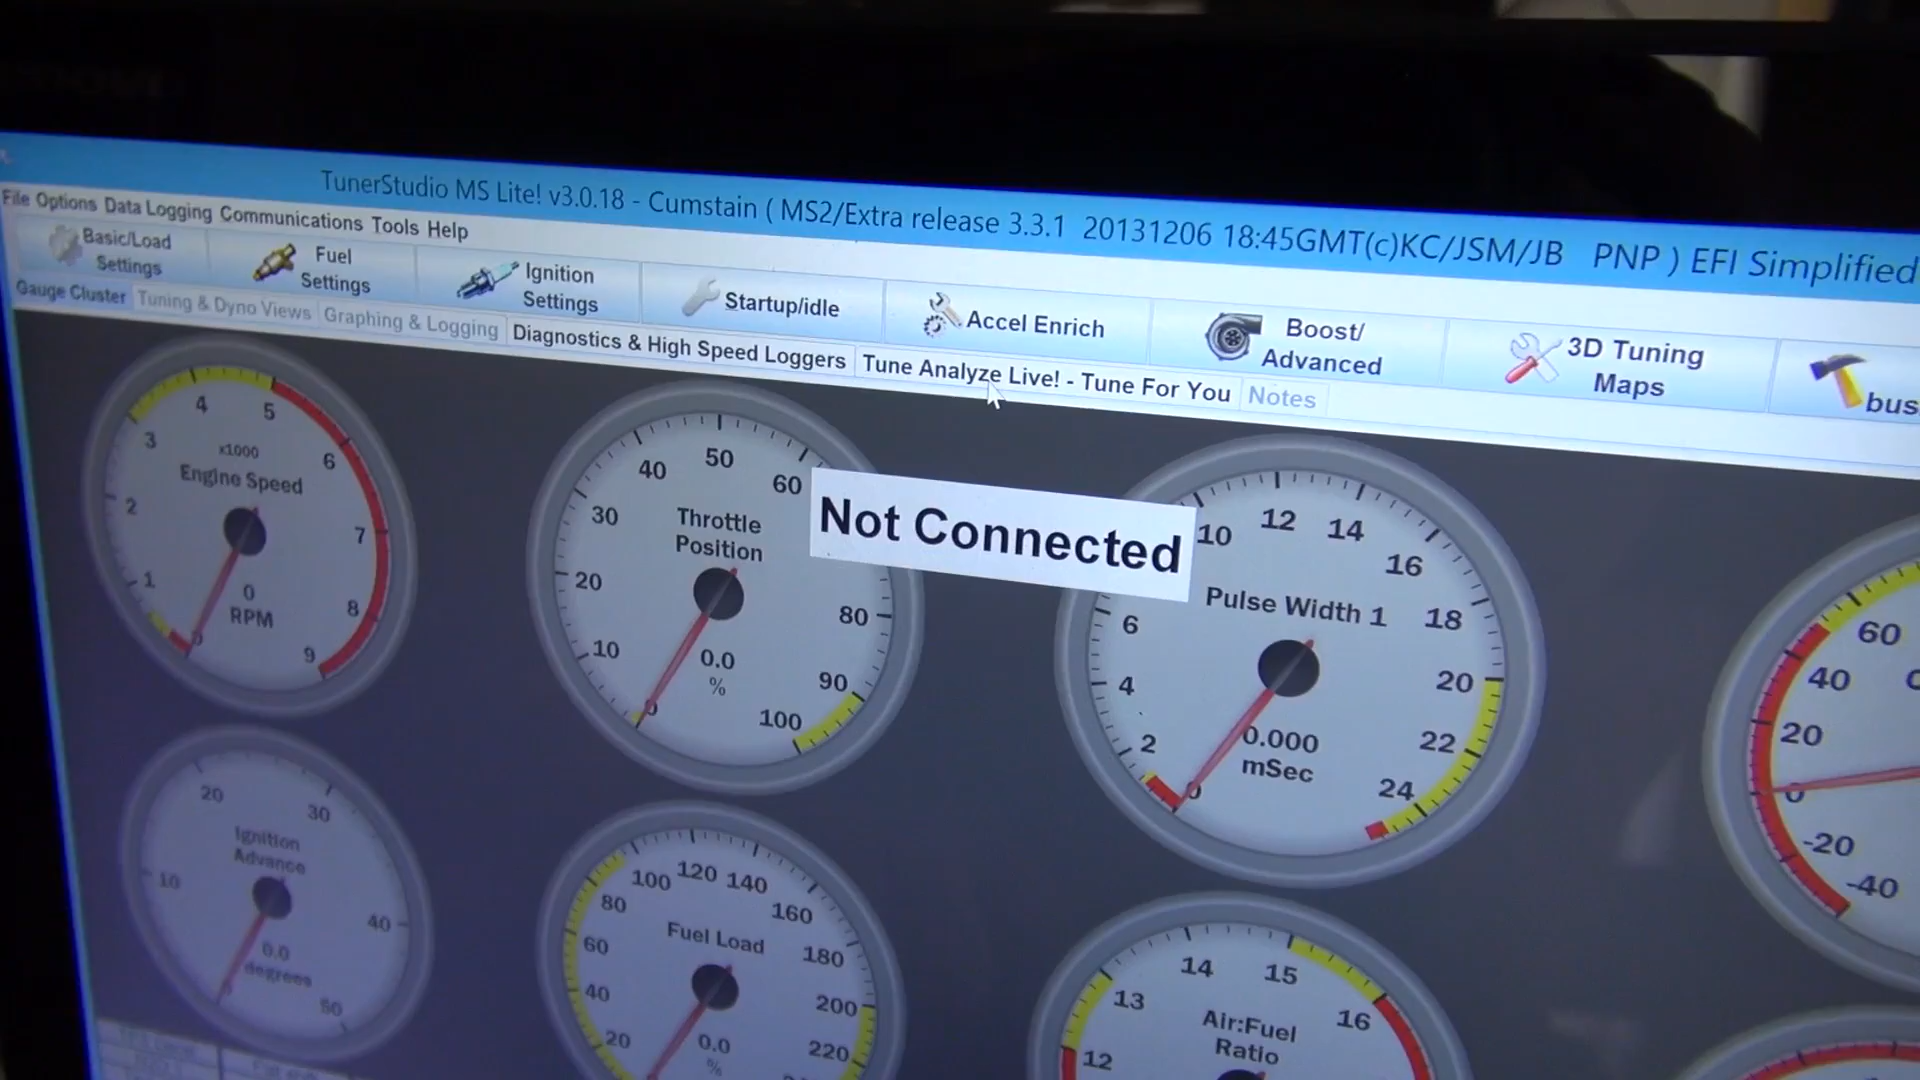 TunerStudio MS Lite! v3.0.18 - Cumstain ( MS2/Extra release 3.3.1 20131206 18:45GMT(c)KC/JSM/JB PNP ) EFI Simplified
File Options Data Logging Communications Tools Help
Basic/Load
Settings
Fuel
Settings
Ignition
Settings
Startup/idle
Accel Enrich
Boost/
Advanced
3D Tuning
Maps
bus
Gauge Cluster Tuning & Dyno Views Graphing & Logging Diagnostics & High Speed Loggers Tune Analyze Live! - Tune For You Notes
Not Connected
0 1 2 3 4 5 6 7 8 9
x1000
Engine Speed
0
RPM
0 10 20 30 40 50 60 80 90 100
Throttle
Position
0.0
%
0 2 4 6 10 12 14 16 18 20 22 24
Pulse Width 1
0.000
mSec
60
40
20
0
-20
-40
10 20 30 40 50
Ignition
Advance
0.0
degrees
20 40 60 80 100 120 140 160 180 200 220
Fuel Load
0.0
%
12 13 14 15 16
Air:Fuel
Ratio